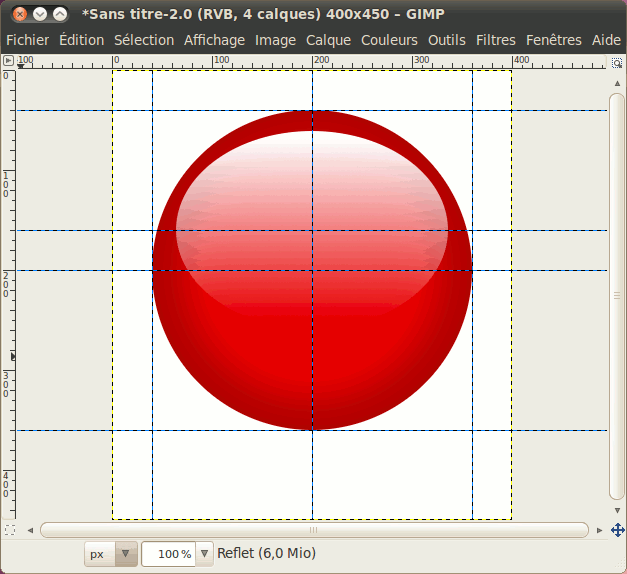 *Sans titre-2.0 (RVB, 4 calques) 400x450 – GIMP
Fichier Édition Sélection Affichage Image Calque Couleurs Outils Filtres Fenêtres Aide
-100 0 100 200 300 400
0
100
200
300
400
px 100 % Reflet (6,0 Mio)